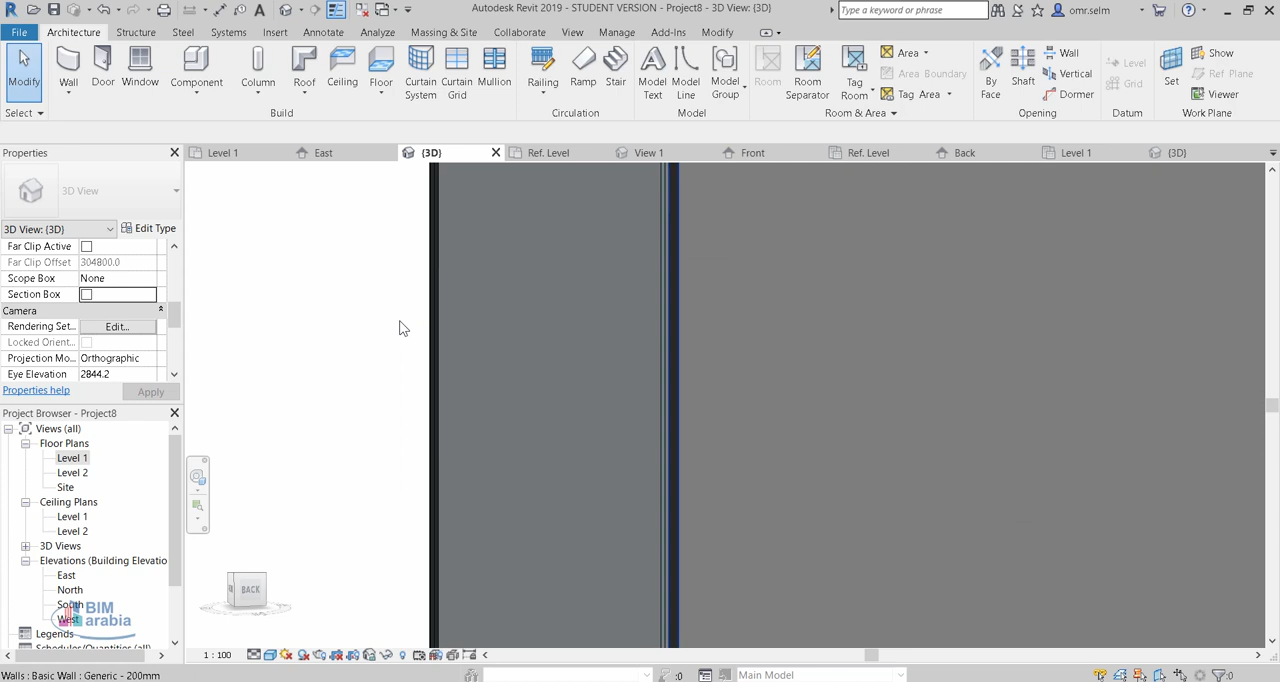 Autodesk Revit 2019 - STUDENT VERSION - Project8 - 3D View: {3D}
Type a keyword or phrase
omr.selm
File Architecture Structure Steel Systems Insert Annotate Analyze Massing & Site Collaborate View Manage Add-Ins Modify
Modify Wall Door Window Component Column Roof Ceiling Floor Curtain System Curtain Grid Mullion Railing Ramp Stair Model Text Model Line Model Group Room Room Separator Tag Room
Area
Area Boundary
Tag Area
By Face Shaft
Wall
Vertical
Dormer
Level
Grid
Set
Show
Ref Plane
Viewer
Select Build Circulation Model Room & Area Opening Datum Work Plane
Properties
Level 1 East {3D} Ref. Level View 1 Front Ref. Level Back Level 1 {3D}
3D View
3D View: {3D} Edit Type
Far Clip Active
Far Clip Offset 304800.0
Scope Box None
Section Box
Camera
Rendering Set... Edit...
Locked Orient...
Projection Mo... Orthographic
Eye Elevation 2844.2
Properties help Apply
Project Browser - Project8
Views (all)
Floor Plans
Level 1
Level 2
Site
Ceiling Plans
Level 1
Level 2
3D Views
Elevations (Building Elevatio
East
North
South
West
Legends
Schedules/Quantities (all)
BIM
arabia
BACK
1 : 100
Walls : Basic Wall : Generic - 200mm
:0
Main Model
:0